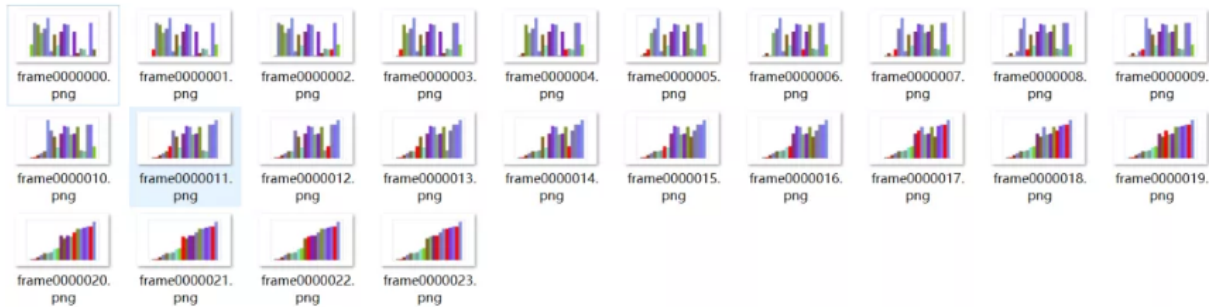 frame0000000. frame0000001. frame0000002. frame0000003. frame0000004. frame0000005. frame0000006. frame0000007. frame0000008. frame0000009.
png png png png png png png png png png
frame0000010. frame0000011. frame0000012. frame0000013. frame0000014. frame0000015. frame0000016. frame0000017. frame0000018. frame0000019.
png png png png png png png png png png
frame0000020. frame0000021. frame0000022. frame0000023.
png png png png